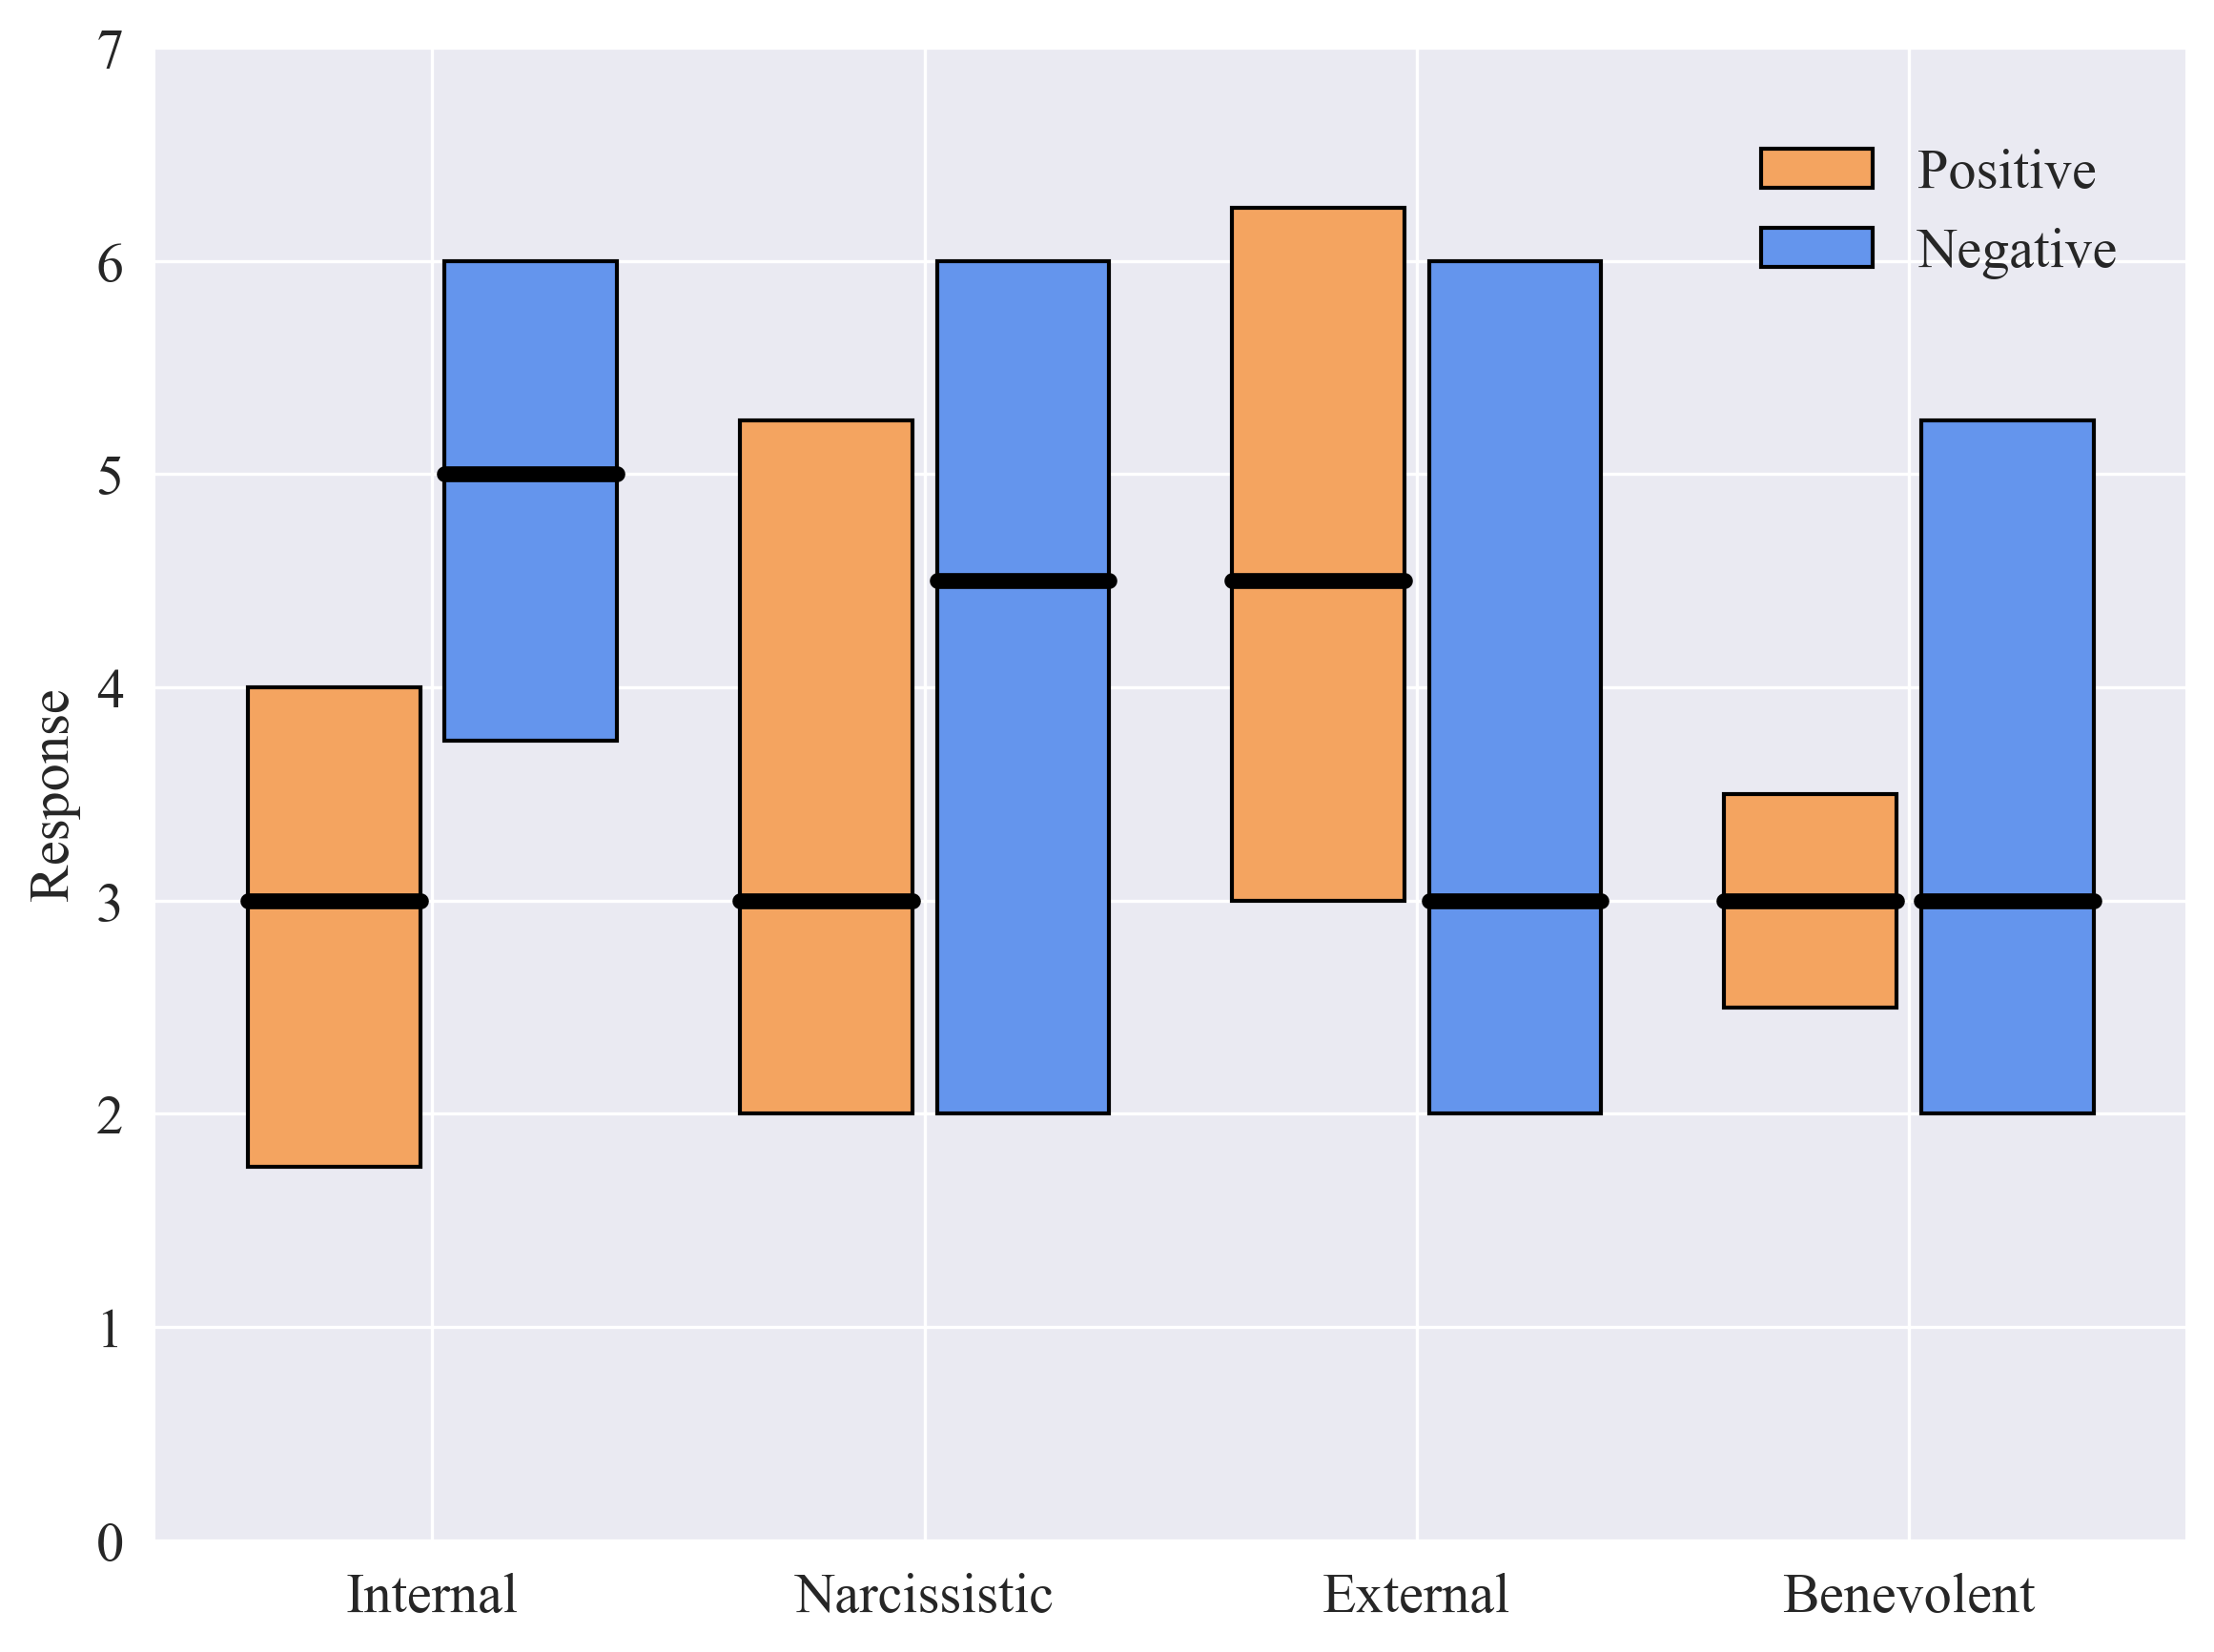 7
6
5
4
3
2
1
0
Response
Positive
Negative
Internal
Narcissistic
External
Benevolent